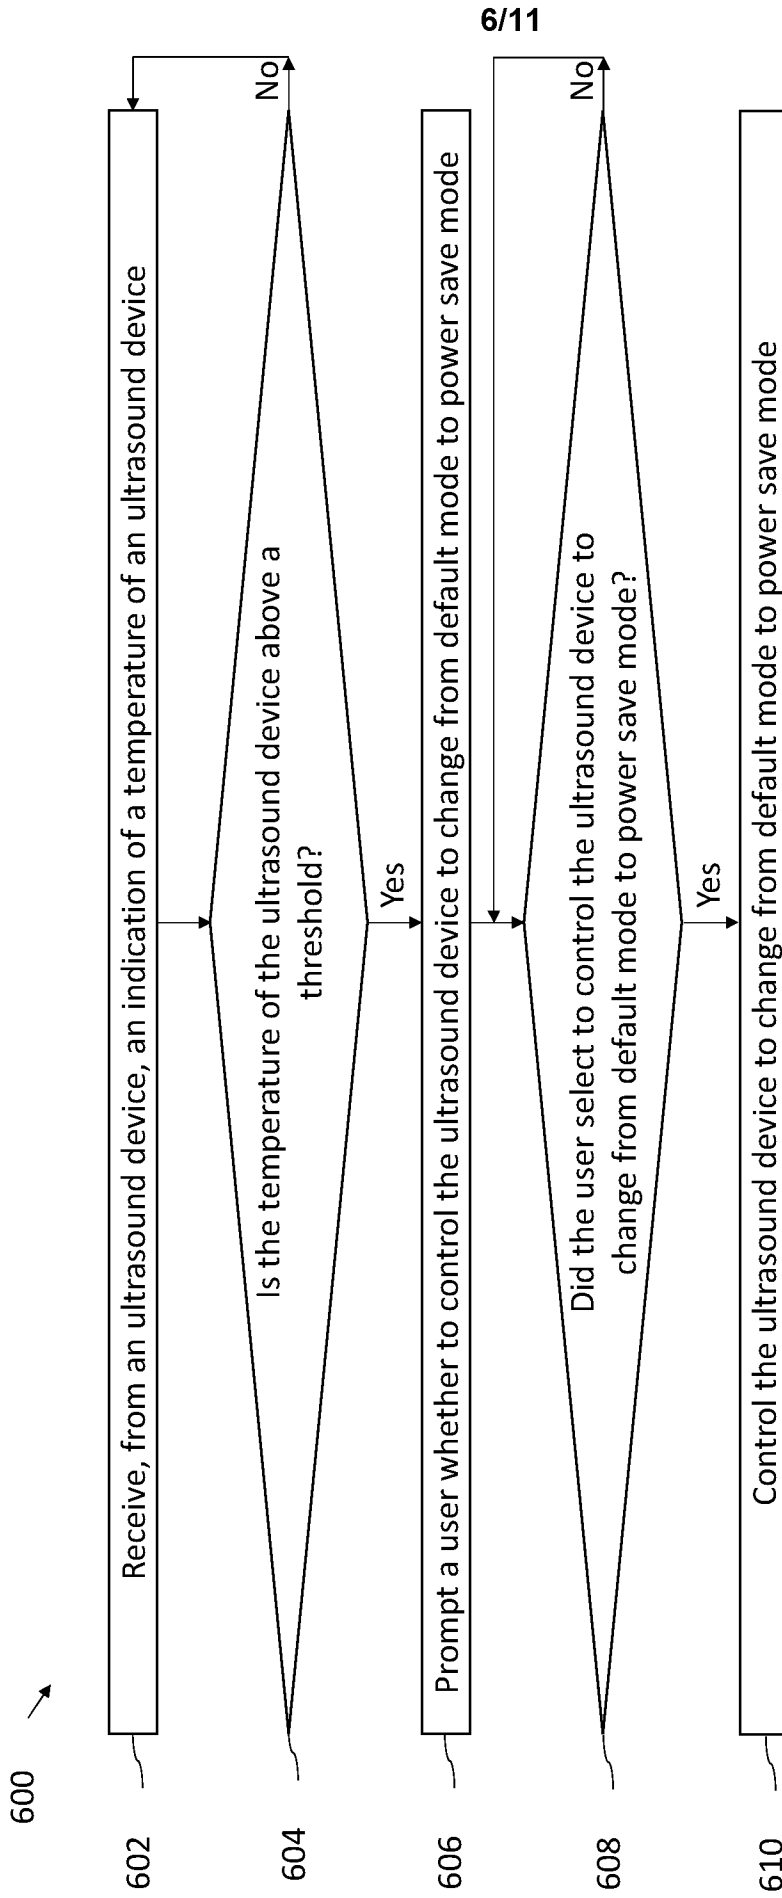 6/11
600
602
Receive, from an ultrasound device, an indication of a temperature of an ultrasound device
604
Is the temperature of the ultrasound device above a
threshold?
No
Yes
606
Prompt a user whether to control the ultrasound device to change from default mode to power save mode
608
Did the user select to control the ultrasound device to
change from default mode to power save mode?
No
Yes
610
Control the ultrasound device to change from default mode to power save mode